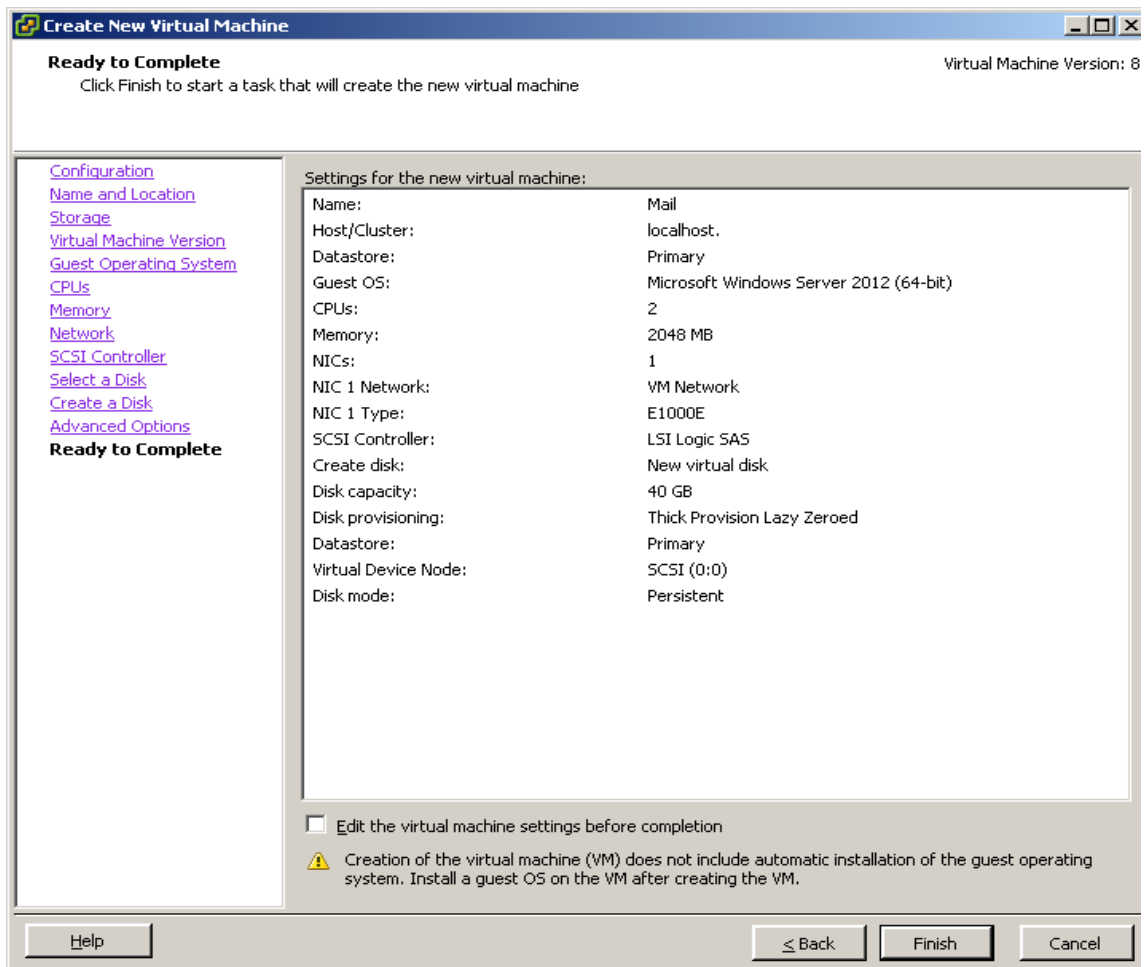 Create New Virtual Machine
Ready to Complete
Virtual Machine Version: 8
Click Finish to start a task that will create the new virtual machine
Configuration
Name and Location
Storage
Virtual Machine Version
Guest Operating System
CPUs
Memory
Network
SCSI Controller
Select a Disk
Create a Disk
Advanced Options
Ready to Complete
Settings for the new virtual machine:
Name: Mail
Host/Cluster: localhost.
Datastore: Primary
Guest OS: Microsoft Windows Server 2012 (64-bit)
CPUs: 2
Memory: 2048 MB
NICs: 1
NIC 1 Network: VM Network
NIC 1 Type: E1000E
SCSI Controller: LSI Logic SAS
Create disk: New virtual disk
Disk capacity: 40 GB
Disk provisioning: Thick Provision Lazy Zeroed
Datastore: Primary
Virtual Device Node: SCSI (0:0)
Disk mode: Persistent
Edit the virtual machine settings before completion
Creation of the virtual machine (VM) does not include automatic installation of the guest operating
system. Install a guest OS on the VM after creating the VM.
Help
< Back
Finish
Cancel